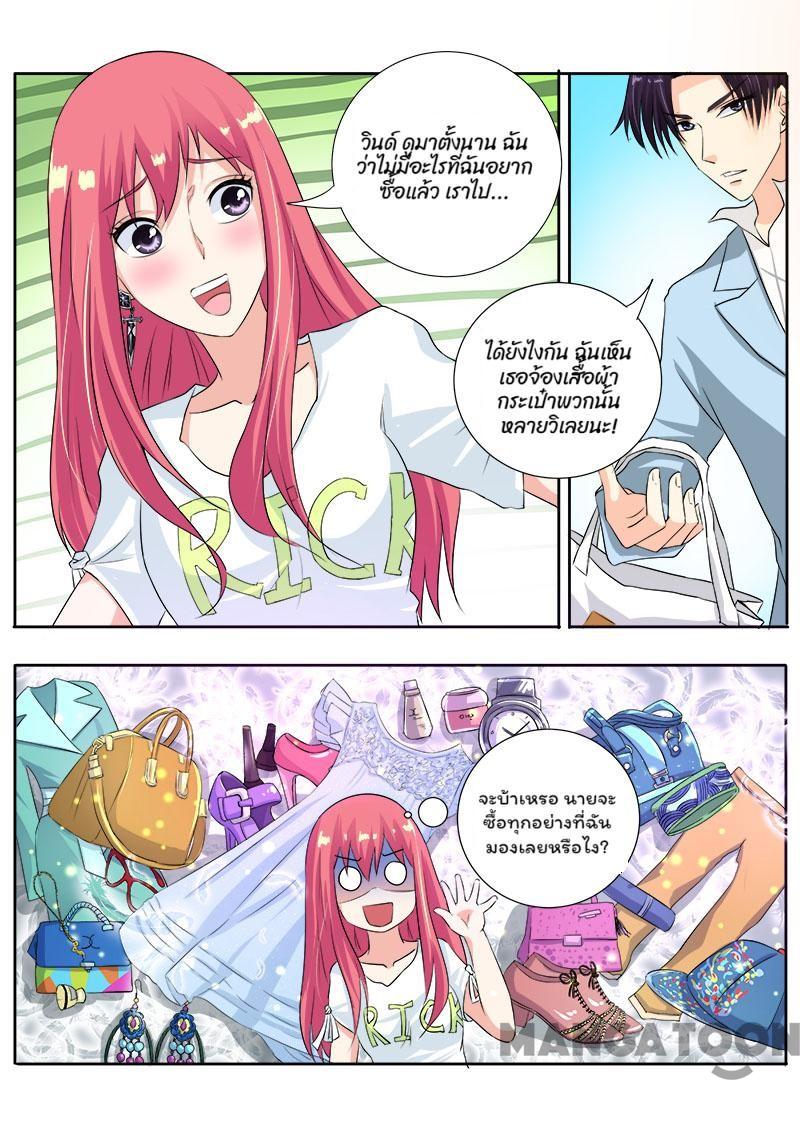 วินด์ ดูมาตั้งนาน ฉัน
ว่าไม่มีอะไรที่ฉันอยาก
ซื้อแล้ว เราไป...
ได้ยังไงกัน ฉันเห็น
เธอจ้องเสื้อผ้า
กระเป๋าพวกนั้น
หลายวิเลยนะ!
RICK
จะบ้าเหรอ นายจะ
ซื้อทุกอย่างที่ฉัน
มองเลยหรือไง?
RICK
MANGATOON